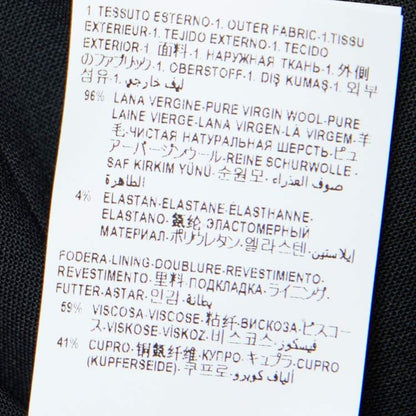 1 TESSUTO ESTERNO-1. OUTER FABRIC-1.TISSU
EXTERIEUR-1.TEJIDO EXTERNO-1.TECIDO
EXTERIOR-1 面料-1.НАРУЖНАЯ ТКАНЬ-1.外側
のファブリック-1.OBERSTOFF-1.DIŞ KUMAŞ-1.외부
섬유-1. ليف خارجي
96% LANA VERGINE-PURE VIRGIN WOOL-PURE
LAINE VIERGE-LANA VIRGEN-LÃ VIRGEM-羊
毛-ЧИСТАЯ НАТУРАЛЬНАЯ ШЕРСТЬ-ピュ
アーバージンウール-REINE SCHURWOLLE-
SAF KIRKIM YÜNÜ-순원모-صوف العذراء
الطاهرة
4% ELASTAN-ELASTANE-ÉLASTHANNE-
ELASTANO-氨纶-ЭЛАСТОМЕРНЫЙ
МАТЕРИАЛ-ポリウレタン-엘라스텐-ايلاستين
FODERA-LINING-DOUBLURE-REVESTIMIENTO-
REVESTIMENTO-里料-ПОДКЛАДКА-ライニング-
FUTTER-ASTAR-안감-بطانة
59% VISCOSA-VISCOSE-粘纤-ВИСКОЗА-ビスコー
ス-VISKOSE-VİSKOZ-비스코스-فيسكوز
41% CUPRO-铜氨纤维-КУПРО-キュプラ-CUPRO
(KUPFERSEIDE)-쿠프로-ألياف كوبرو